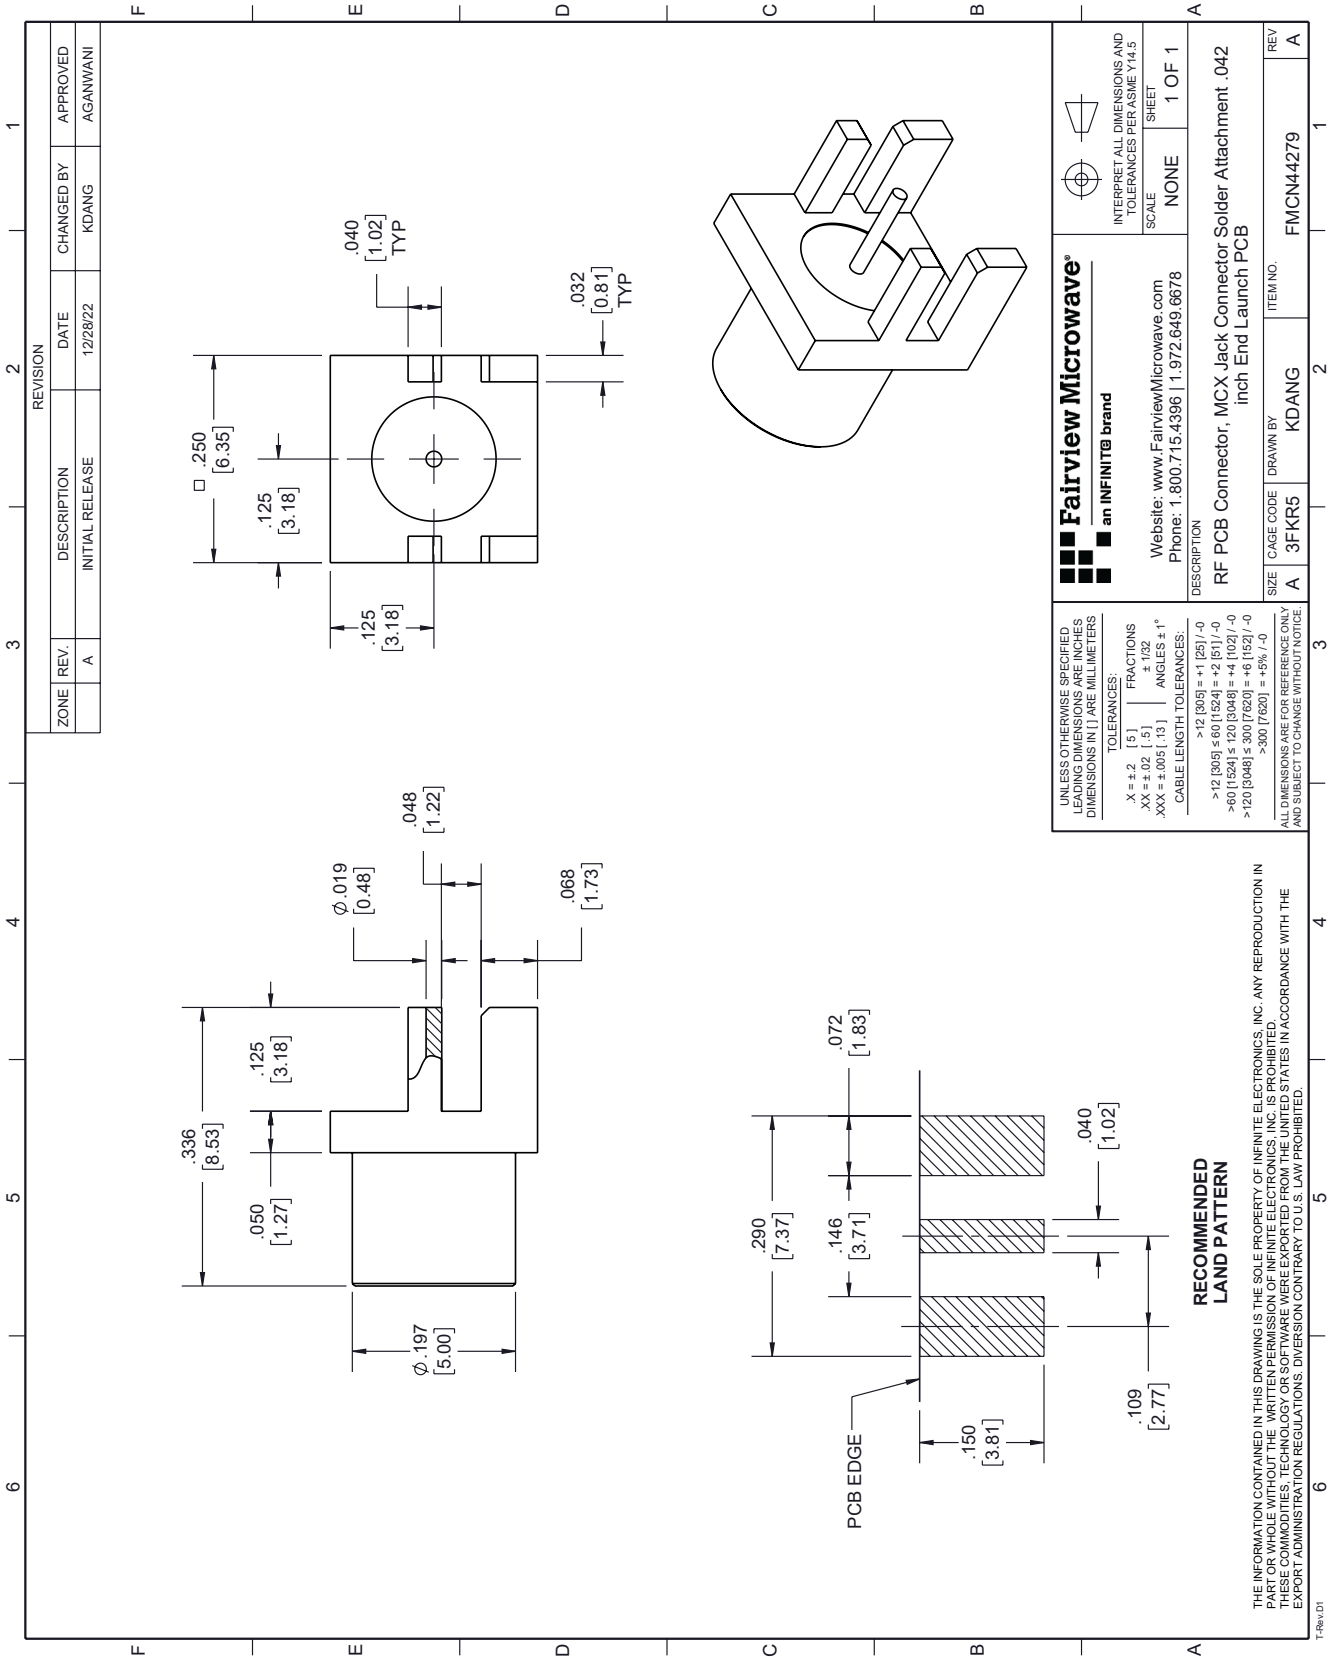 6
5
4
3
2
1
F
E
D
C
B
A
REVISION
ZONE
REV.
DESCRIPTION
DATE
CHANGED BY
APPROVED
A
INITIAL RELEASE
12/28/22
KDANG
AGANWANI
.336
[8.53]
.050
[1.27]
.125
[3.18]
Ø.197
[5.00]
Ø.019
[0.48]
.048
[1.22]
.068
[1.73]
□ .250
[6.35]
.125
[3.18]
.125
[3.18]
.040
[1.02]
TYP
.032
[0.81]
TYP
PCB EDGE
.290
[7.37]
.146
[3.71]
.072
[1.83]
.150
[3.81]
.040
[1.02]
.109
[2.77]
RECOMMENDED
LAND PATTERN
THE INFORMATION CONTAINED IN THIS DRAWING IS THE SOLE PROPERTY OF INFINITE ELECTRONICS, INC. ANY REPRODUCTION IN
PART OR WHOLE WITHOUT THE WRITTEN PERMISSION OF INFINITE ELECTRONICS, INC. IS PROHIBITED.
THESE COMMODITIES, TECHNOLOGY OR SOFTWARE WERE EXPORTED FROM THE UNITED STATES IN ACCORDANCE WITH THE
EXPORT ADMINISTRATION REGULATIONS. DIVERSION CONTRARY TO U.S. LAW PROHIBITED.
UNLESS OTHERWISE SPECIFIED
LEADING DIMENSIONS ARE INCHES
DIMENSIONS IN [ ] ARE MILLIMETERS
TOLERANCES:
.X = ±.2 [ 5 ] FRACTIONS
.XX = ±.02 [ .5 ] ± 1/32
.XXX = ±.005 [ .13 ] ANGLES ± 1°
CABLE LENGTH TOLERANCES:
>12 [305] = +1 [25] / -0
>12 [305] ≤ 60 [1524] = +2 [51] / -0
>60 [1524] ≤ 120 [3048] = +4 [102] / -0
>120 [3048] ≤ 300 [7620] = +6 [152] / -0
>300 [7620] = +5% / -0
ALL DIMENSIONS ARE FOR REFERENCE ONLY
AND SUBJECT TO CHANGE WITHOUT NOTICE.
Fairview Microwave®
an INFINIT® brand
Website: www.FairviewMicrowave.com
Phone: 1.800.715.4396 | 1.972.649.6678
INTERPRET ALL DIMENSIONS AND
TOLERANCES PER ASME Y14.5
SCALE
NONE
SHEET
1 OF 1
DESCRIPTION
RF PCB Connector, MCX Jack Connector Solder Attachment .042
inch End Launch PCB
SIZE
A
CAGE CODE
3FKR5
DRAWN BY
KDANG
ITEM NO.
FMCN44279
REV
A
F
E
D
C
B
A
6
5
4
3
2
1
T-Rev.D1